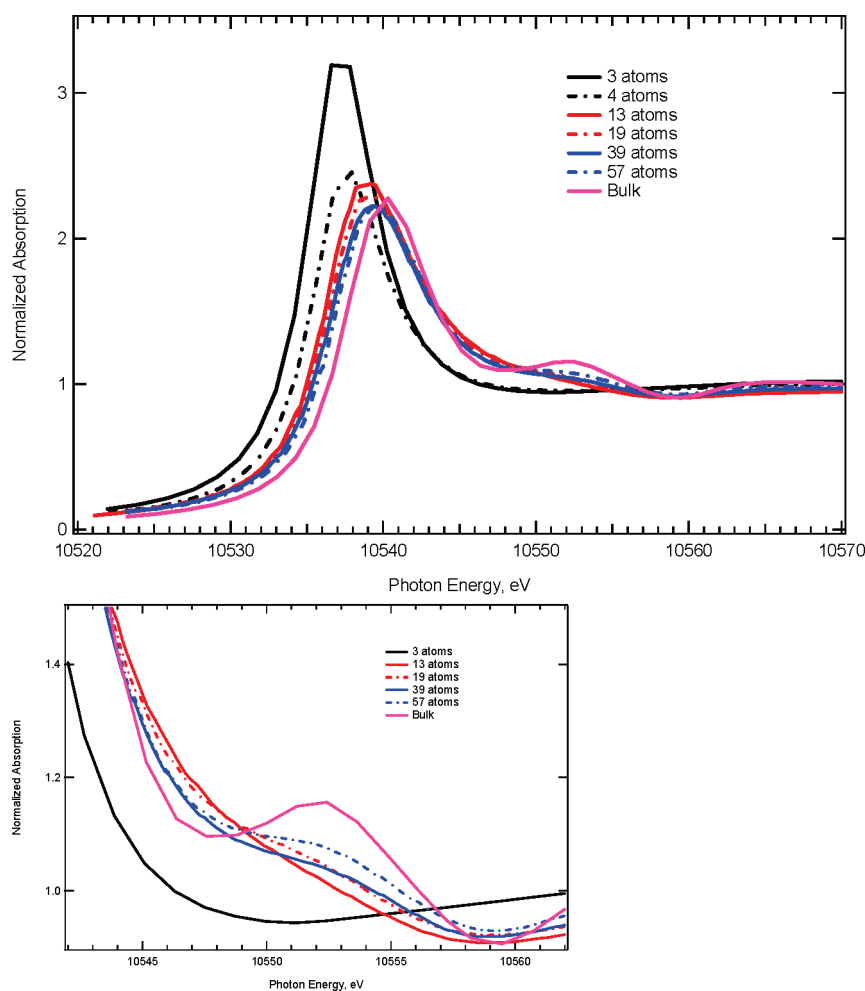 3 atoms
4 atoms
13 atoms
19 atoms
39 atoms
57 atoms
Bulk
3
2
1
0
Normalized Absorption
10520
10530
10540
10550
10560
10570
Photon Energy, eV
3 atoms
13 atoms
19 atoms
39 atoms
57 atoms
Bulk
1.4
1.2
1.0
Normalized Absorption
10545
10550
10555
10560
Photon Energy, eV